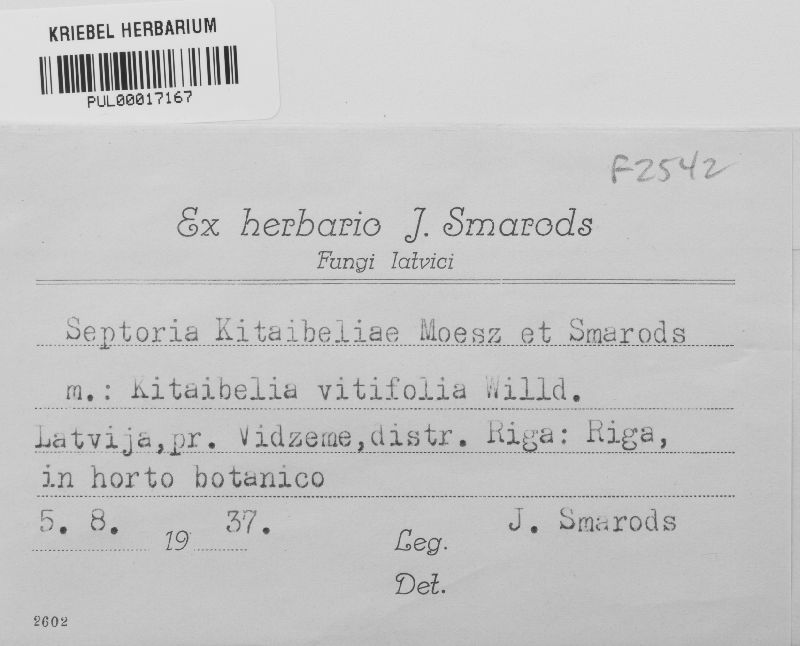 KRIEBEL HERBARIUM
PUL00017167
F2542
Ex herbario J. Smarods
Fungi latvici
Septoria Kitaibeliae Moesz et Smarods
m.: Kitaibelia vitifolia Willd.
Latvija,pr. Vidzeme,distr. Riga: Riga,
in horto botanico
5. 8. 19 37. Leg. J. Smarods
Det.
2602